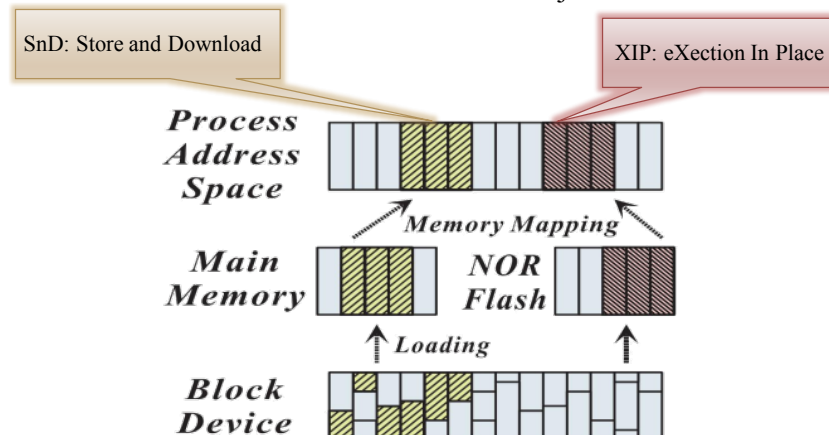 SnD: Store and Download
XIP: eXection In Place
Process
Address
Space
Memory Mapping
Main
Memory
NOR
Flash
Loading
Block
Device